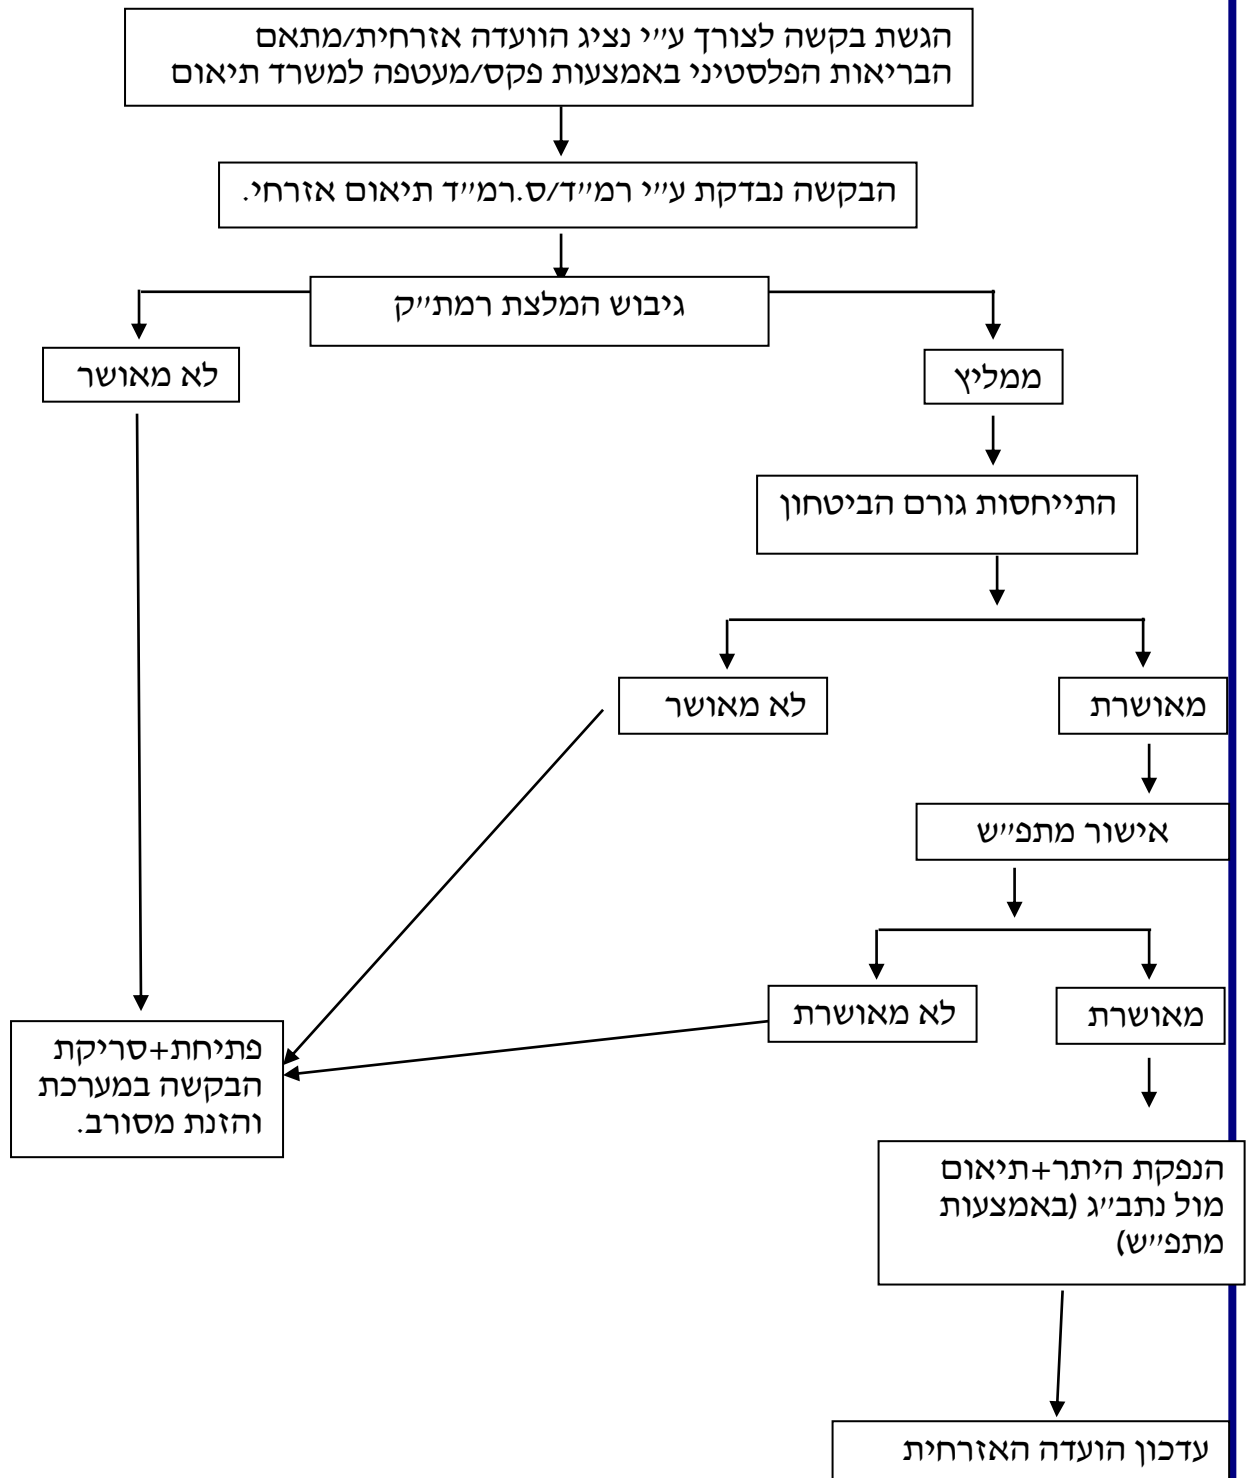 הגשת בקשה לצורך ע״י נציג הוועדה אזרחית/מתאם
הבריאות הפלסטיני באמצעות פקס/מעטפה למשרד תיאום
הבקשה נבדקת ע״י רמ״ד/ס.רמ״ד תיאום אזרחי.
גיבוש המלצת רמת״ק
ממליץ
לא מאושר
התייחסות גורם הביטחון
מאושרת
לא מאושר
אישור מתפ״ש
מאושרת
לא מאושרת
פתיחת+סריקת
הבקשה במערכת
והזנת מסורב.
הנפקת היתר+תיאום
מול נתב״ג (באמצעות
מתפ״ש)
עדכון הועדה האזרחית